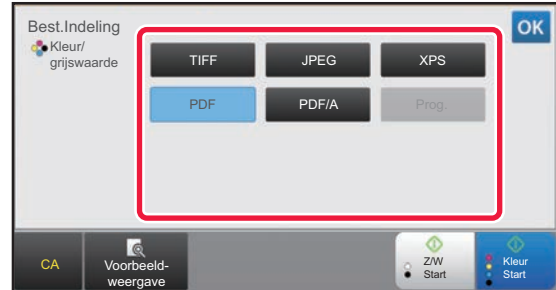 Best.Indeling
OK
Kleur/
grijswaarde
TIFF
JPEG
XPS
PDF
PDF/A
Prog.
CA
Voorbeeld-
weergave
Z/W
Start
Kleur
Start